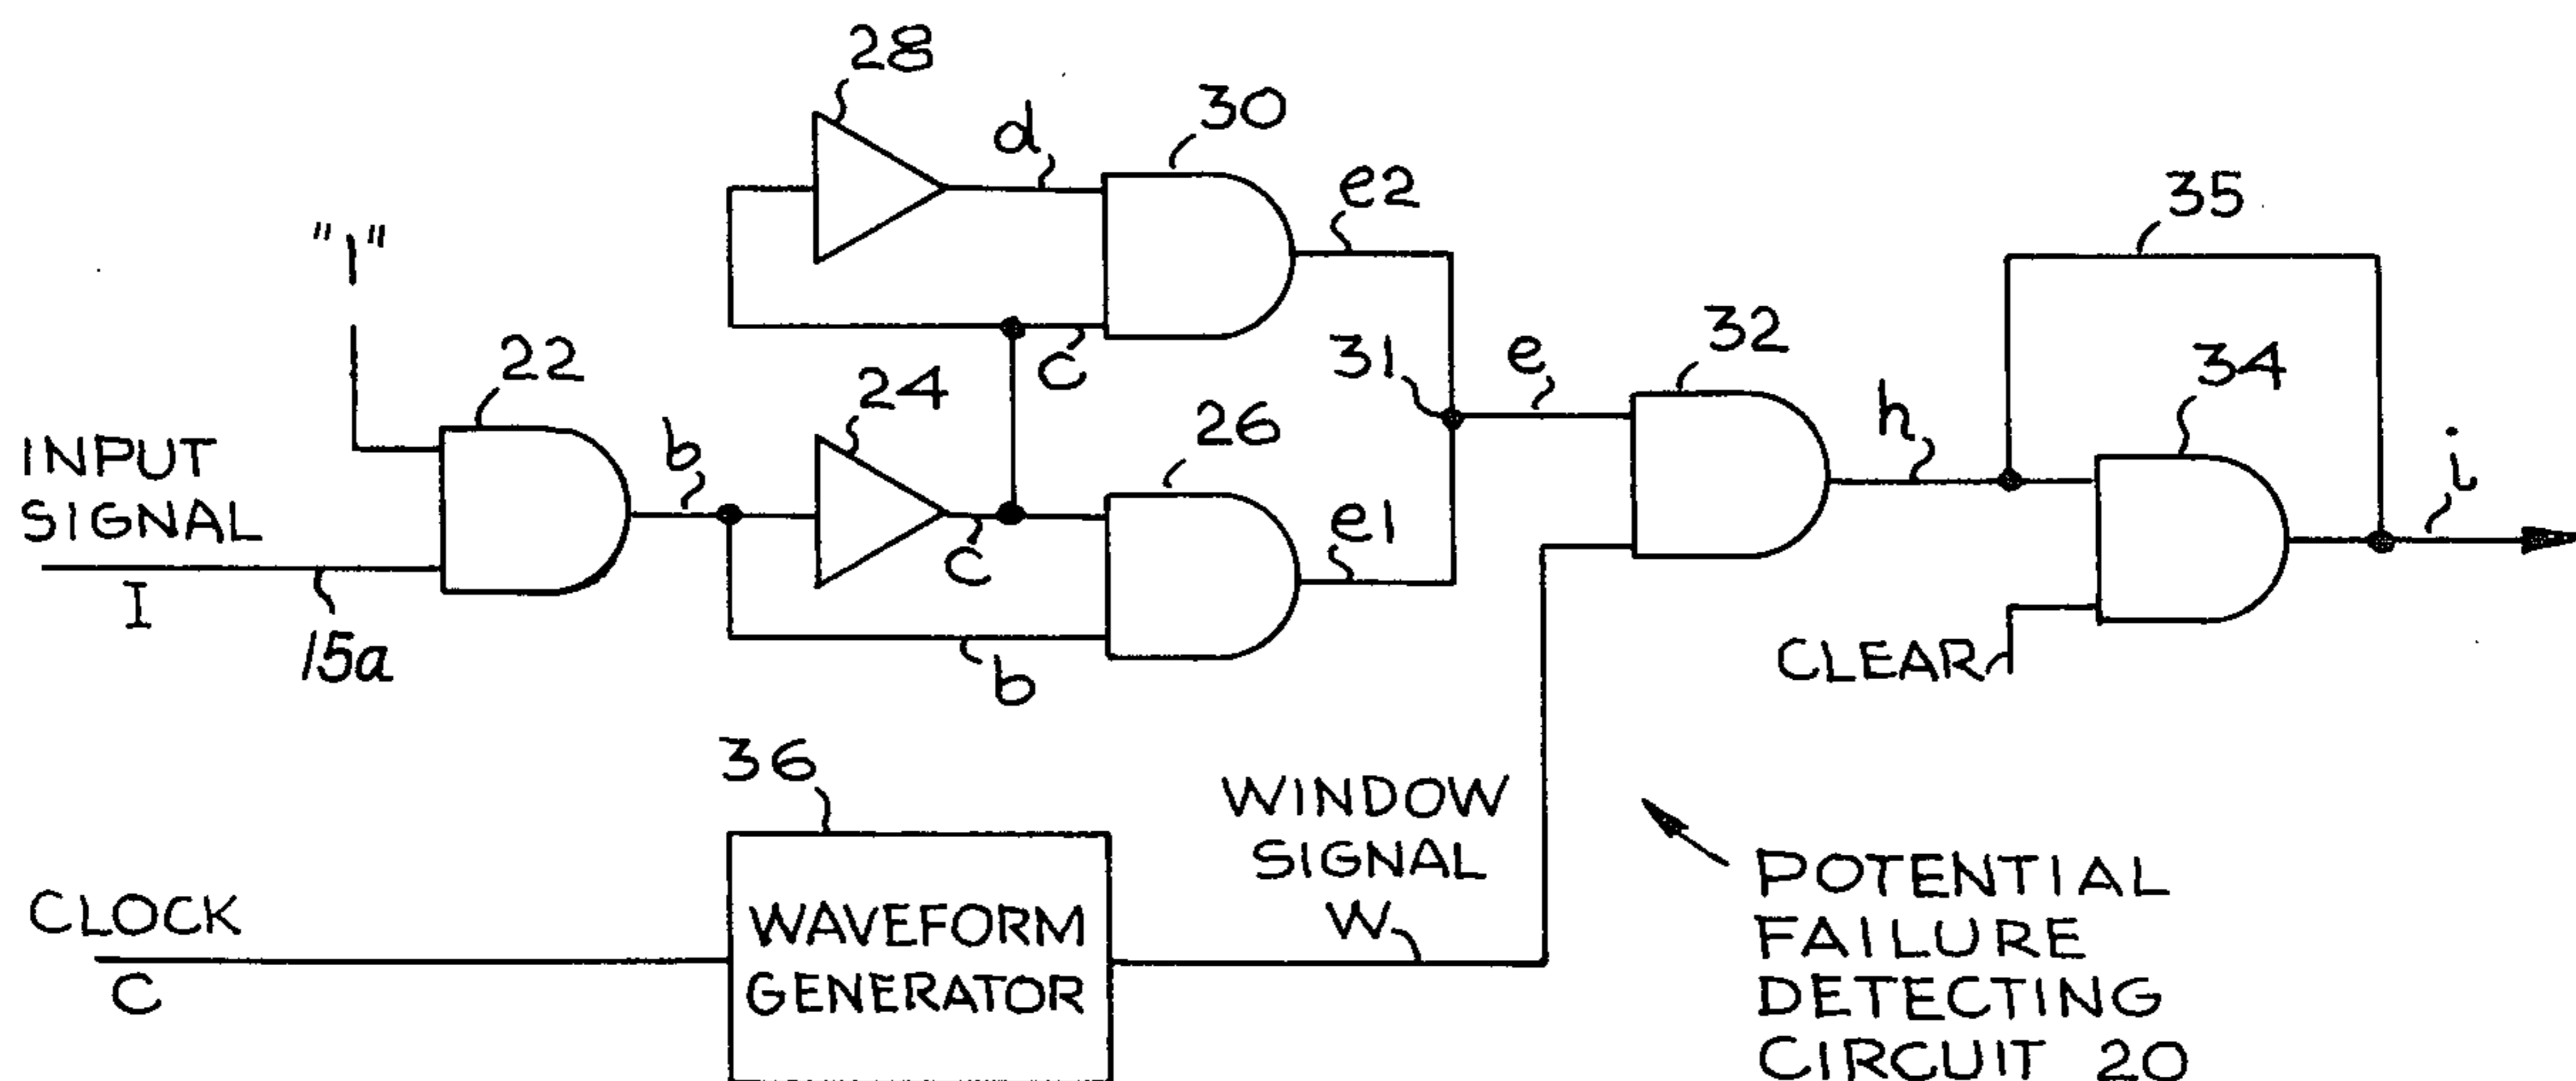 28
30
d
e2
35
"1"
c
31
e
32
34
22
24
26
h
i
INPUT
SIGNAL
b
c
e1
I
15a
b
CLEAR
36
WINDOW
SIGNAL
W
CLOCK
C
WAVEFORM
GENERATOR
POTENTIAL
FAILURE
DETECTING
CIRCUIT 20